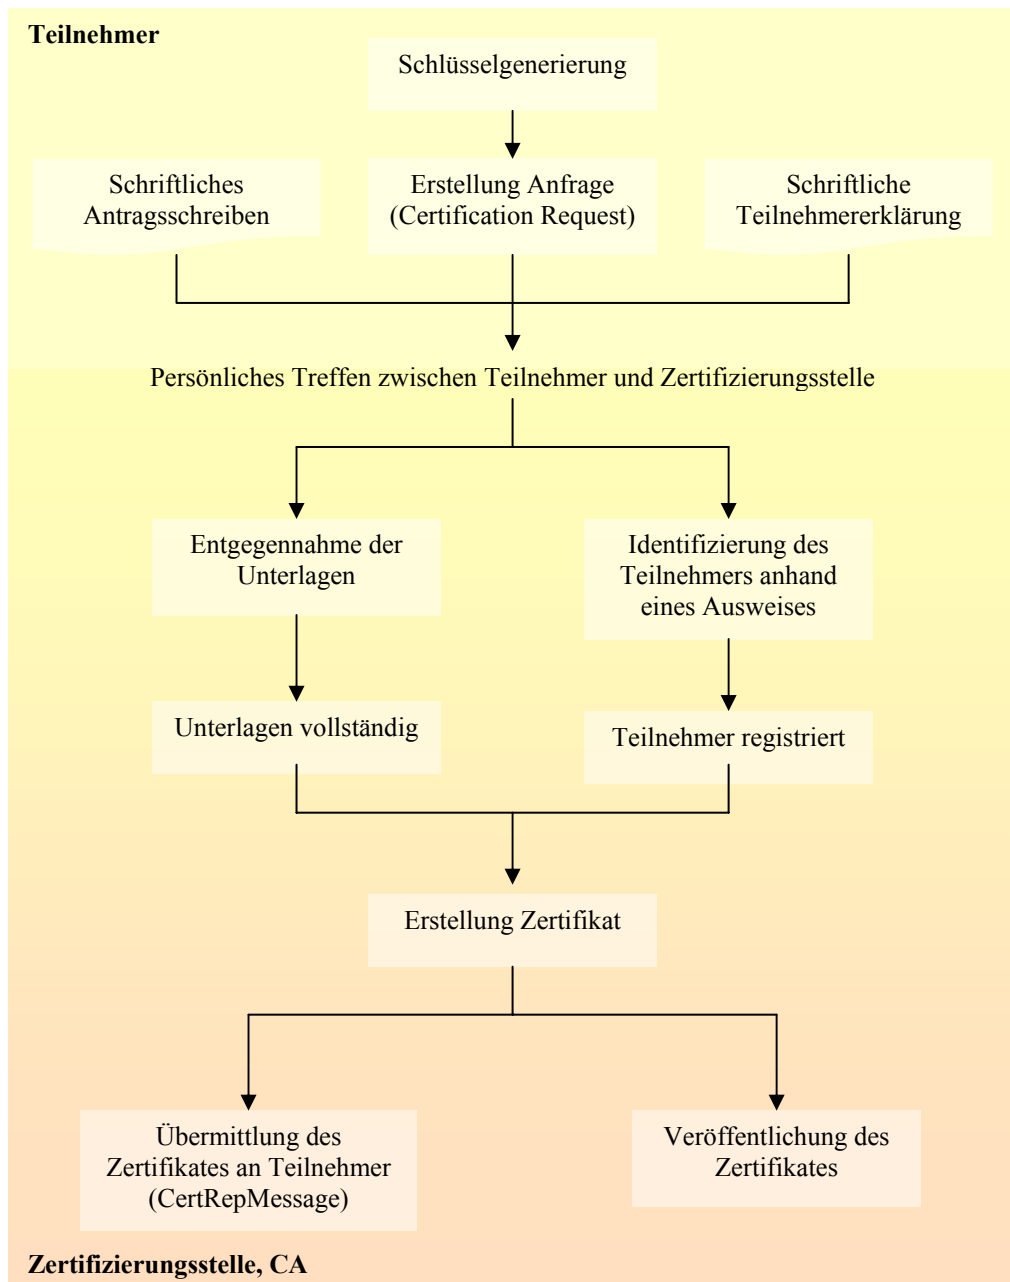 Teilnehmer
Schlüsselgenerierung
Schriftliches
Antragsschreiben
Erstellung Anfrage
(Certification Request)
Schriftliche
Teilnehmererklärung
Persönliches Treffen zwischen Teilnehmer und Zertifizierungsstelle
Entgegennahme der
Unterlagen
Identifizierung des
Teilnehmers anhand
eines Ausweises
Unterlagen vollständig
Teilnehmer registriert
Erstellung Zertifikat
Übermittlung des
Zertifikates an Teilnehmer
(CertRepMessage)
Veröffentlichung des
Zertifikates
Zertifizierungsstelle, CA